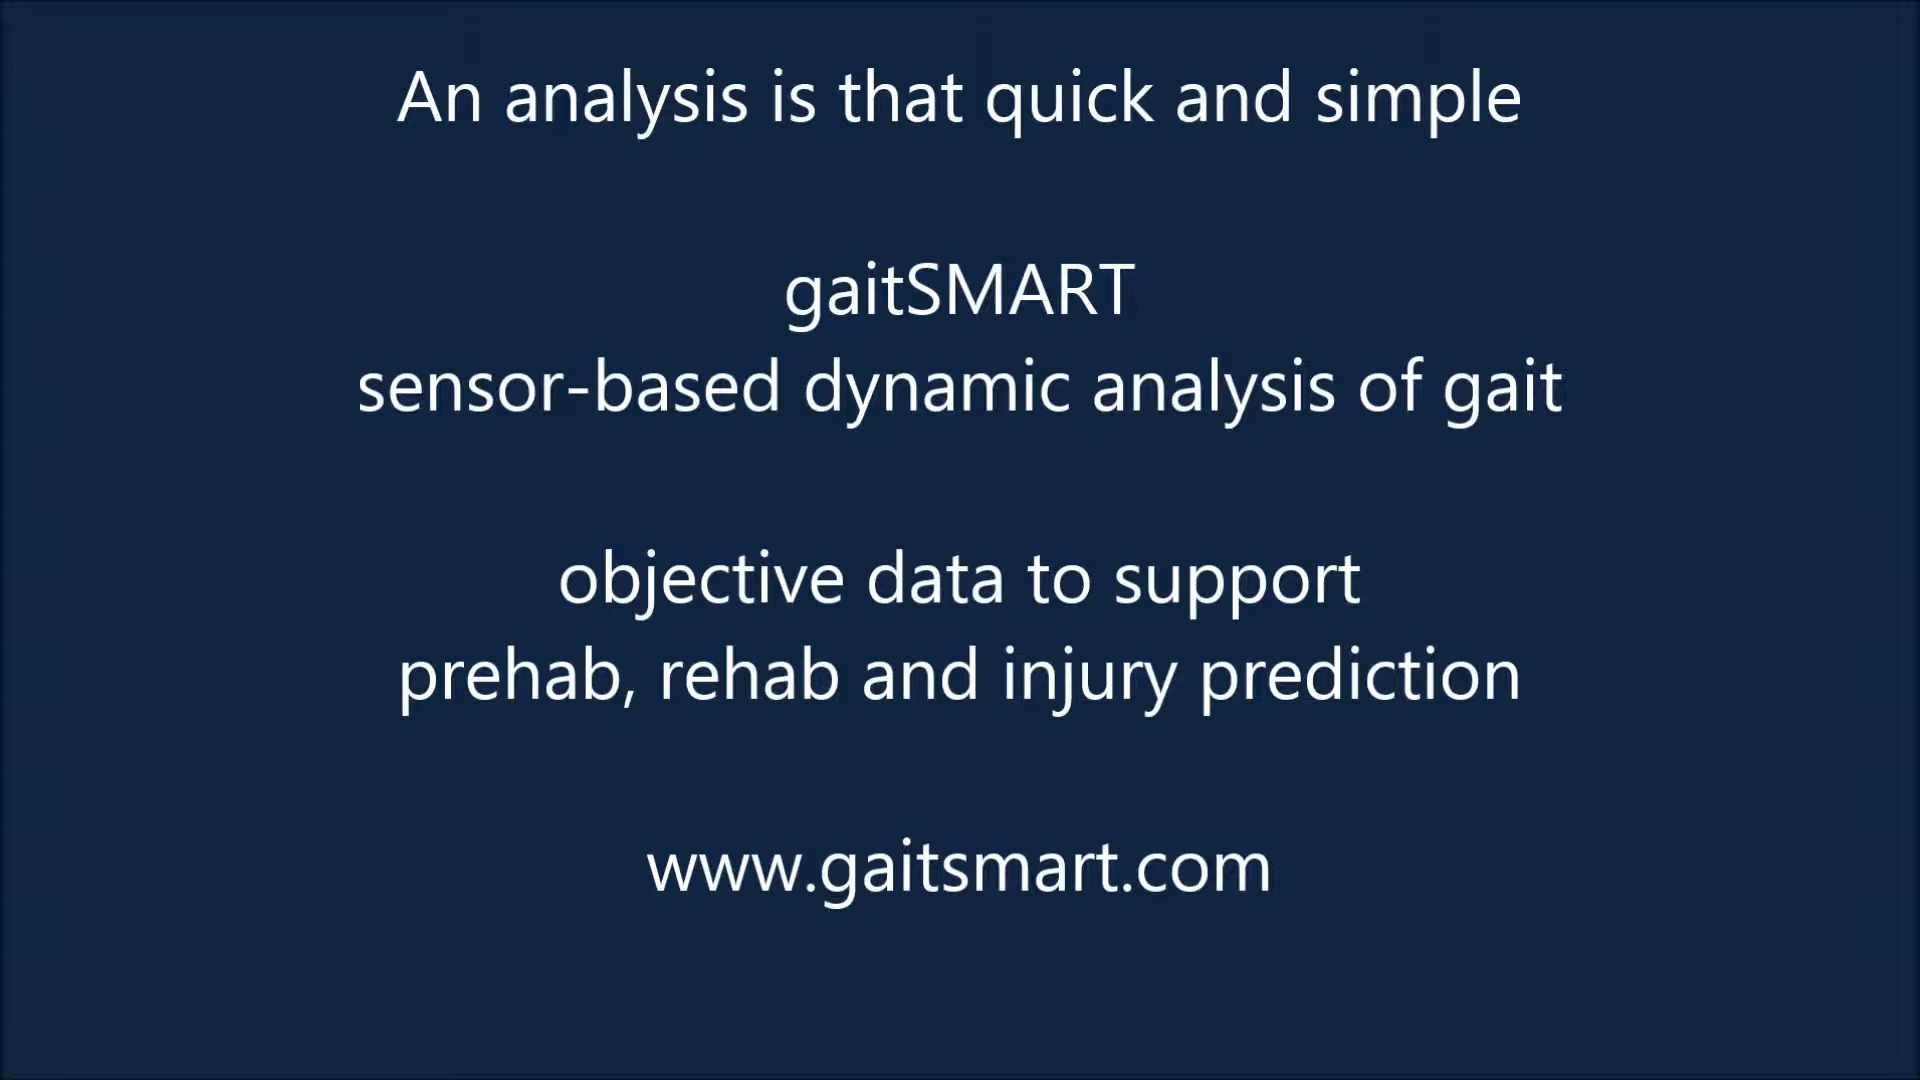 An analysis is that quick and simple
gaitSMART
sensor-based dynamic analysis of gait
objective data to support
prehab, rehab and injury prediction
www.gaitsmart.com